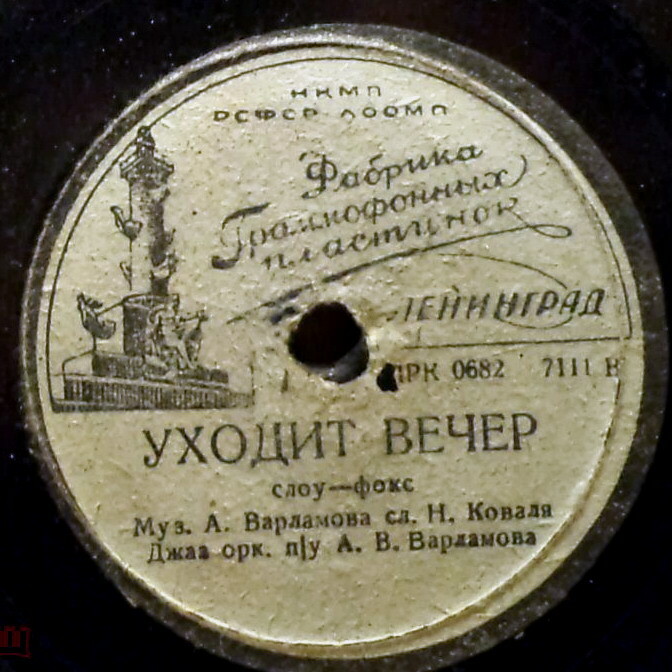 НКМП
РСФСР ЛООМП
Фабрика
Граммофонных
пластинок
ЛЕНИНГРАД
ПРК 0682 7111 В
УХОДИТ ВЕЧЕР
слоу—фокс
Муз. А. Варламова сл. Н. Коваля
Джаз орк. п/у А. В. Варламова